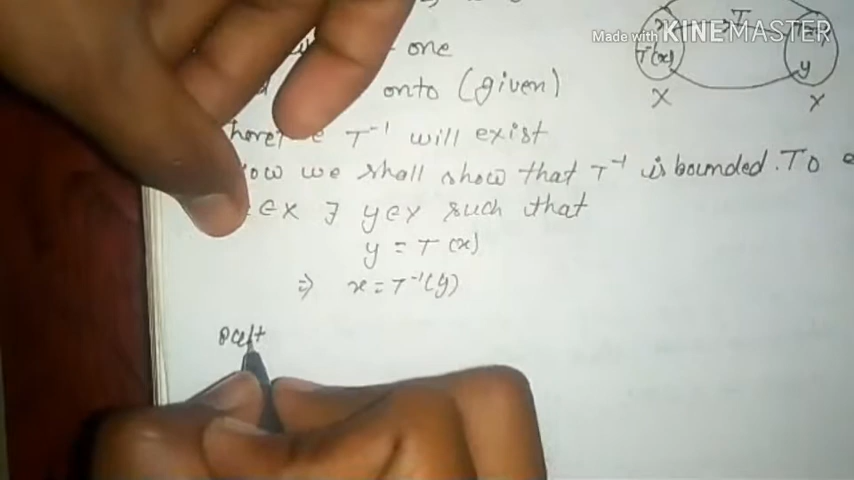 Made with KINEMASTER
T
one
T(x)
y
onto (given)
X
Y
T⁻¹ will exist
we shall show that T⁻¹ is bounded. To
∈ X ∃ y ∈ Y such that
y = T(x)
⇒ x = T⁻¹(y)